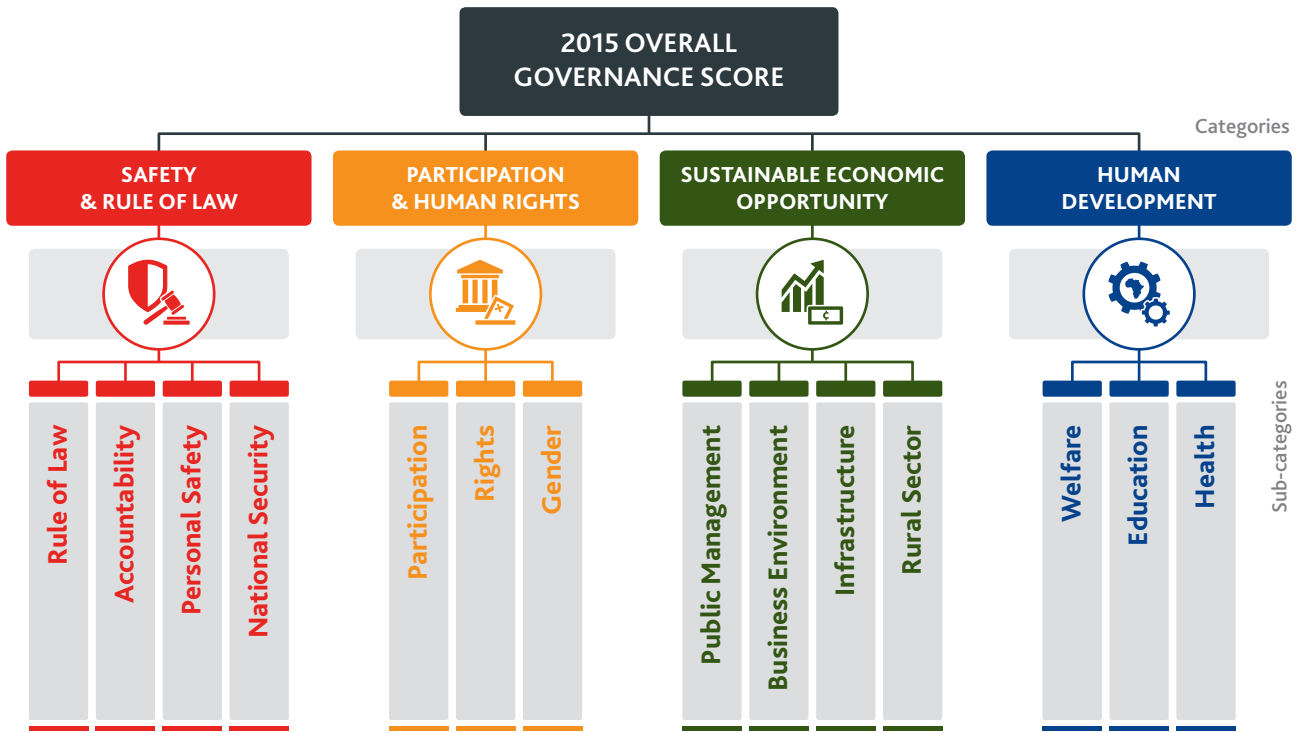 2015 OVERALL
GOVERNANCE SCORE
Categories
SAFETY
& RULE OF LAW
PARTICIPATION
& HUMAN RIGHTS
SUSTAINABLE ECONOMIC
OPPORTUNITY
HUMAN
DEVELOPMENT
¢
Rule of Law
Accountability
Personal Safety
National Security
Participation
Rights
Gender
Public Management
Business Environment
Infrastructure
Rural Sector
Welfare
Education
Health
Sub-categories